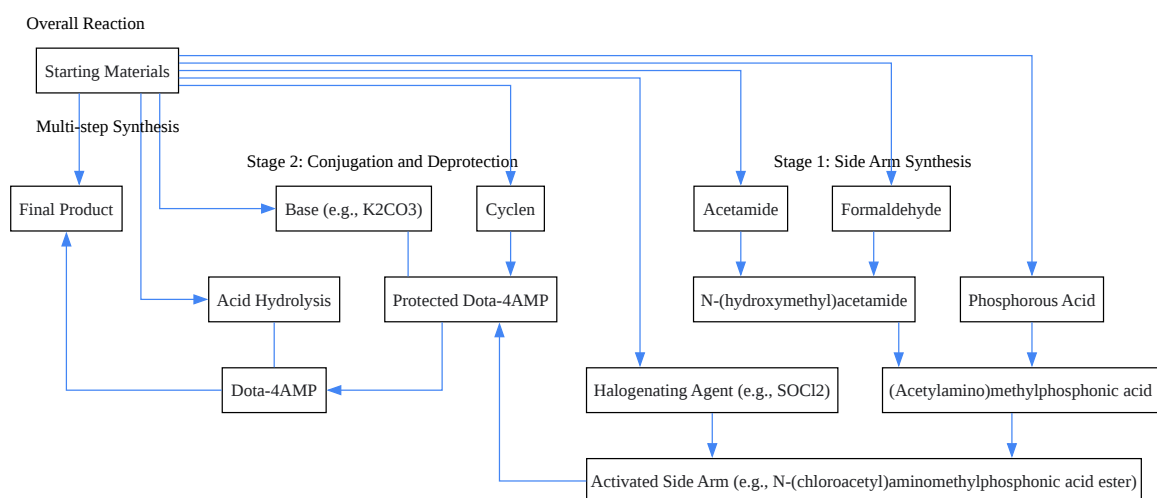 Overall Reaction
Starting Materials
Multi-step Synthesis
Stage 2: Conjugation and Deprotection
Stage 1: Side Arm Synthesis
Final Product
Base (e.g., K2CO3)
Cyclen
Acetamide
Formaldehyde
Acid Hydrolysis
Protected Dota-4AMP
N-(hydroxymethyl)acetamide
Phosphorous Acid
Dota-4AMP
Halogenating Agent (e.g., SOCl2)
(Acetylamino)methylphosphonic acid
Activated Side Arm (e.g., N-(chloroacetyl)aminomethylphosphonic acid ester)